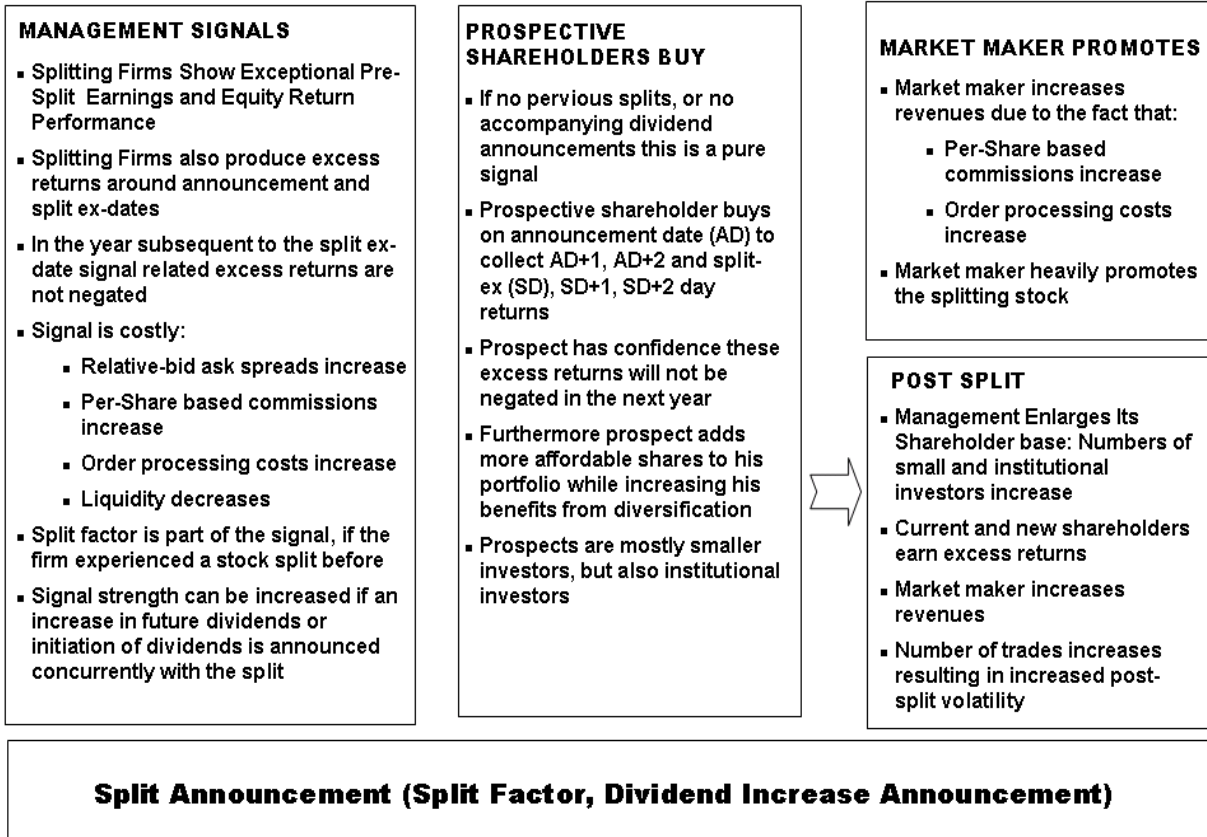 MANAGEMENT SIGNALS
▪ Splitting Firms Show Exceptional Pre-
Split Earnings and Equity Return
Performance
▪ Splitting Firms also produce excess
returns around announcement and
split ex-dates
▪ In the year subsequent to the split ex-
date signal related excess returns are
not negated
▪ Signal is costly:
▪ Relative-bid ask spreads increase
▪ Per-Share based commissions
increase
▪ Order processing costs increase
▪ Liquidity decreases
▪ Split factor is part of the signal, if the
firm experienced a stock split before
▪ Signal strength can be increased if an
increase in future dividends or
initiation of dividends is announced
concurrently with the split
PROSPECTIVE
SHAREHOLDERS BUY
▪ If no pervious splits, or no
accompanying dividend
announcements this is a pure
signal
▪ Prospective shareholder buys
on announcement date (AD) to
collect AD+1, AD+2 and split-
ex (SD), SD+1, SD+2 day
returns
▪ Prospect has confidence these
excess returns will not be
negated in the next year
▪ Furthermore prospect adds
more affordable shares to his
portfolio while increasing his
benefits from diversification
▪ Prospects are mostly smaller
investors, but also institutional
investors
MARKET MAKER PROMOTES
▪ Market maker increases
revenues due to the fact that:
▪ Per-Share based
commissions increase
▪ Order processing costs
increase
▪ Market maker heavily promotes
the splitting stock
POST SPLIT
▪ Management Enlarges Its
Shareholder base: Numbers of
small and institutional
investors increase
▪ Current and new shareholders
earn excess returns
▪ Market maker increases
revenues
▪ Number of trades increases
resulting in increased post-
split volatility
Split Announcement (Split Factor, Dividend Increase Announcement)